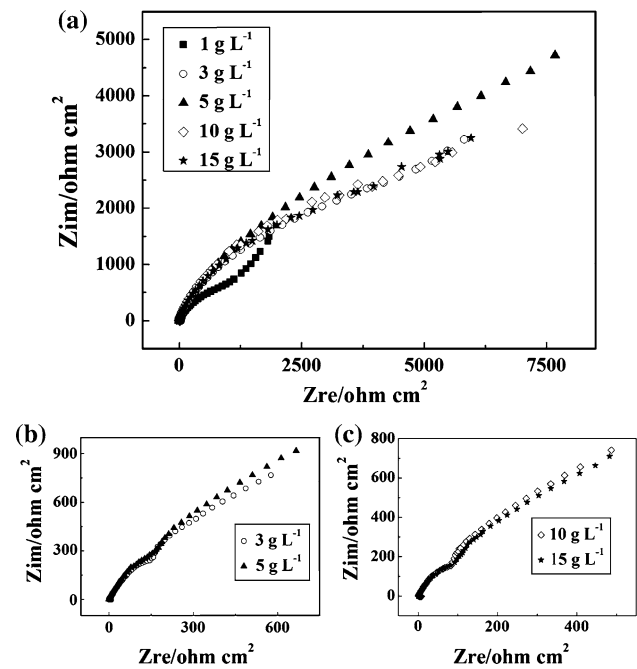 (a)
5000
4000
3000
2000
1000
0
Zim/ohm cm²
1 g L⁻¹
3 g L⁻¹
5 g L⁻¹
10 g L⁻¹
15 g L⁻¹
0 2500 5000 7500
Zre/ohm cm²
(b)
900
600
300
0
Zim/ohm cm²
3 g L⁻¹
5 g L⁻¹
0 300 600
Zre/ohm cm²
(c)
800
600
400
200
0
Zim/ohm cm²
10 g L⁻¹
15 g L⁻¹
0 200 400
Zre/ohm cm²